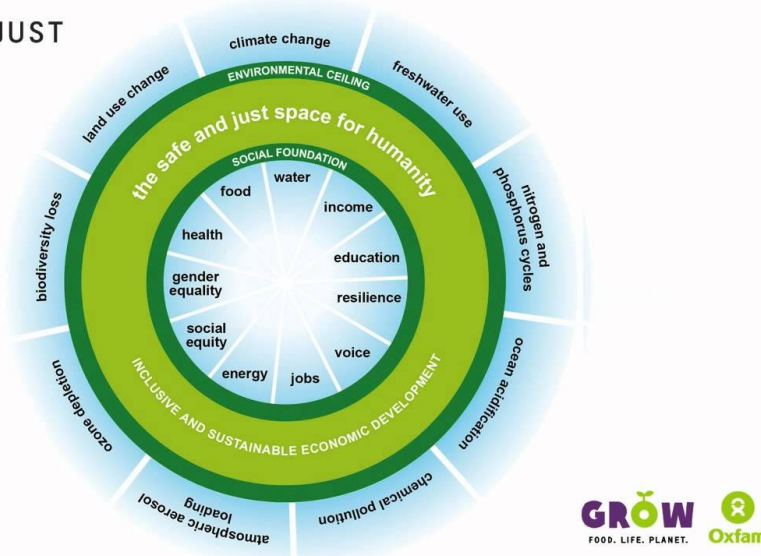 JUST
climate change
freshwater use
nitrogen and
phosphorus cycles
ocean acidification
chemical pollution
atmospheric aerosol
loading
ozone depletion
biodiversity loss
land use change
ENVIRONMENTAL CEILING
the safe and just space for humanity
SOCIAL FOUNDATION
water
income
education
resilience
voice
jobs
energy
social
equity
gender
equality
health
food
INCLUSIVE AND SUSTAINABLE ECONOMIC DEVELOPMENT
GROW
FOOD. LIFE. PLANET.
Oxfam